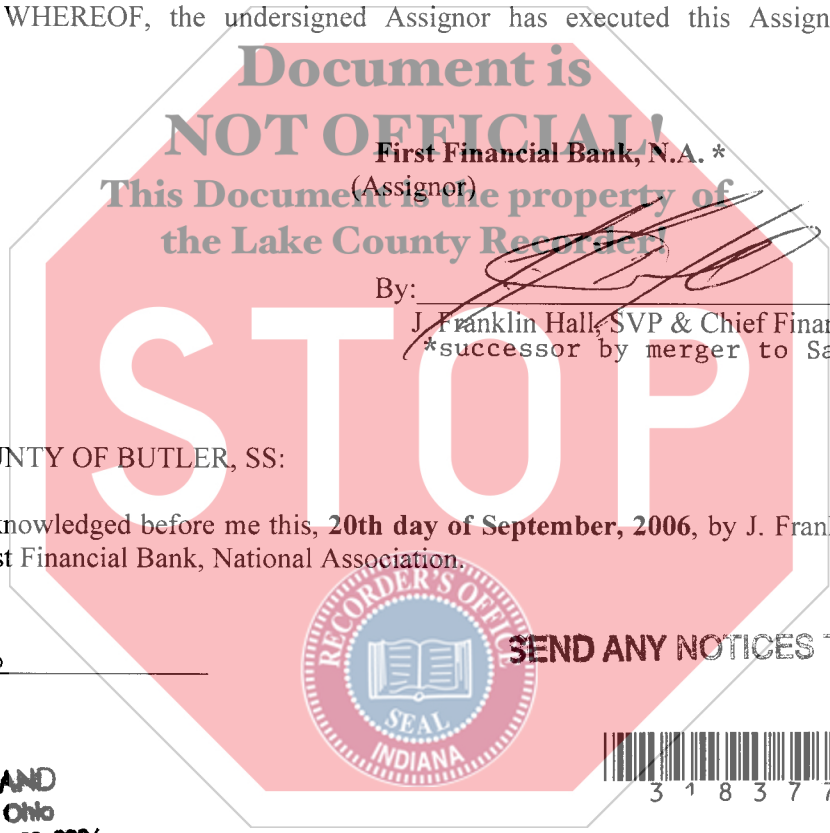 WHEREOF, the undersigned Assignor has executed this Assign
Document is
NOT OFFICIAL!
First Financial Bank, N.A. *
(Assignor)
This Document is the property of
the Lake County Recorder!
By:
J. Franklin Hall, SVP & Chief Finan
*successor by merger to Sa
STOP
UNTY OF BUTLER, SS:
knowledged before me this, 20th day of September, 2006, by J. Frank
st Financial Bank, National Association.
RECORDER'S OFFICE
SEAL
INDIANA
SEND ANY NOTICES T
AND
Ohio
3 1 8 3 7 7